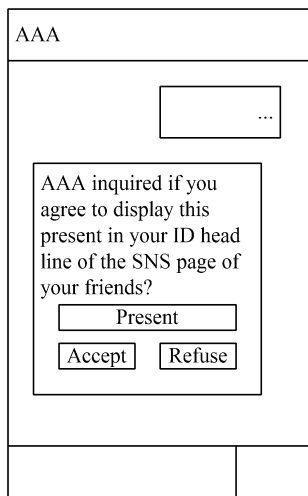 AAA
...
AAA inquired if you
agree to display this
present in your ID head
line of the SNS page of
your friends?
Present
Accept Refuse